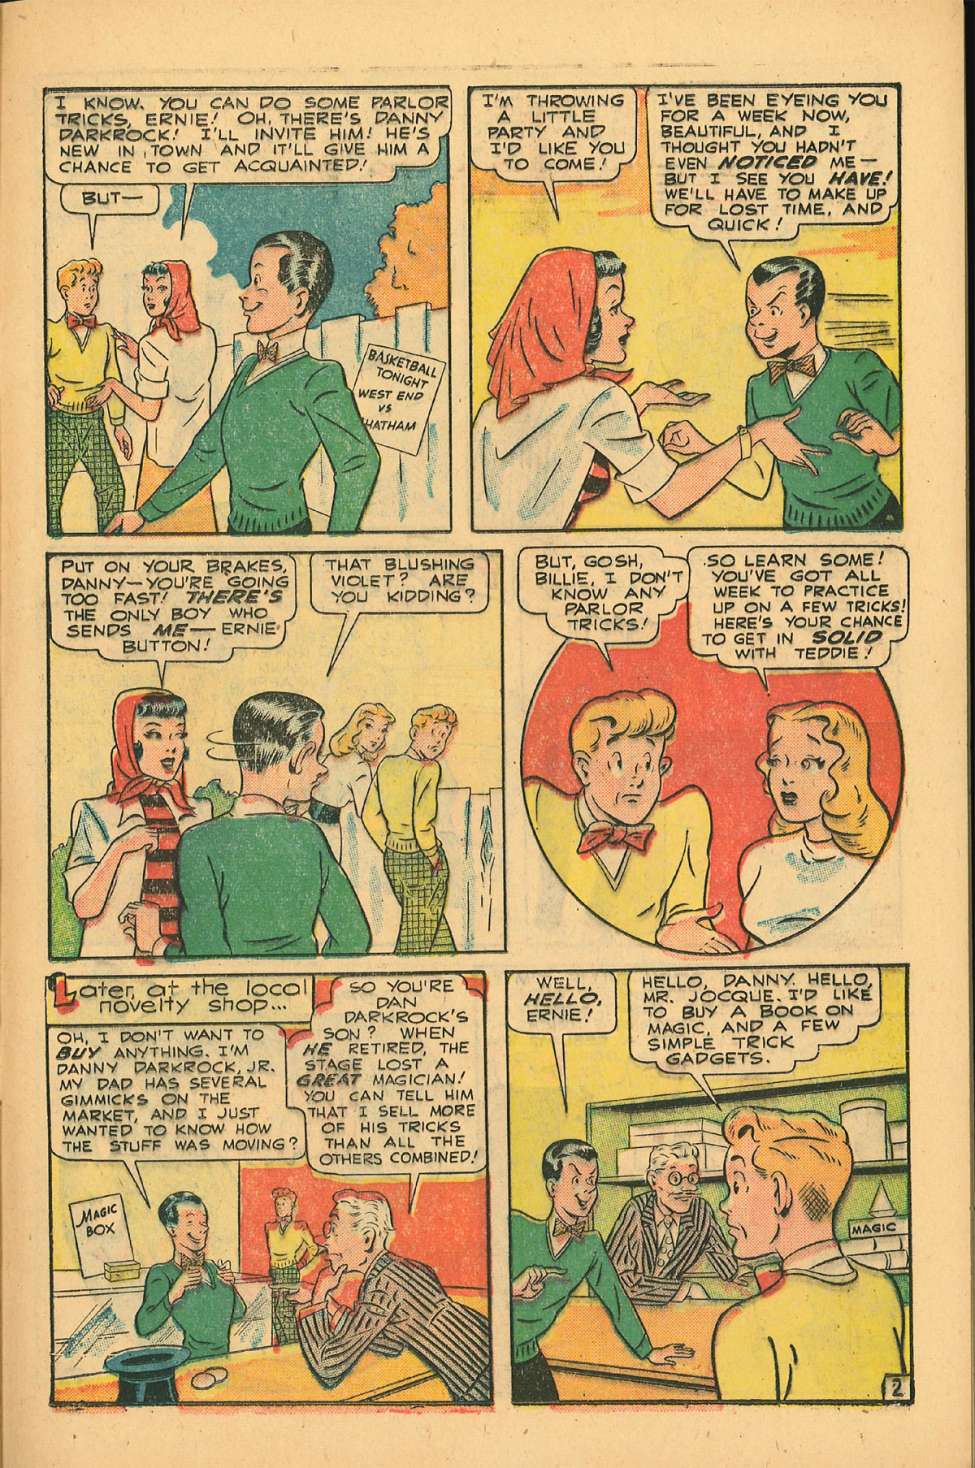 I KNOW. YOU CAN DO SOME PARLOR
TRICKS, ERNIE! OH, THERE'S DANNY
DARKROCK! I'LL INVITE HIM! HE'S
NEW IN TOWN AND IT'LL GIVE HIM A
CHANCE TO GET ACQUAINTED!
BUT—
BASKETBALL
TONIGHT
WEST END
VS
HATHAM
I'M THROWING
A LITTLE
PARTY AND
I'D LIKE YOU
TO COME!
I'VE BEEN EYEING YOU
FOR A WEEK NOW,
BEAUTIFUL, AND I
THOUGHT YOU HADN'T
EVEN NOTICED ME—
BUT I SEE YOU HAVE!
WE'LL HAVE TO MAKE UP
FOR LOST TIME, AND
QUICK!
PUT ON YOUR BRAKES,
DANNY—YOU'RE GOING
TOO FAST! THERE'S
THE ONLY BOY WHO
SENDS ME—ERNIE
BUTTON!
THAT BLUSHING
VIOLET? ARE
YOU KIDDING?
BUT, GOSH,
BILLIE, I DON'T
KNOW ANY
PARLOR
TRICKS!
SO LEARN SOME!
YOU'VE GOT ALL
WEEK TO PRACTICE
UP ON A FEW TRICKS!
HERE'S YOUR CHANCE
TO GET IN SOLID
WITH TEDDIE!
Later, at the local
novelty shop...
OH, I DON'T WANT TO
BUY ANYTHING. I'M
DANNY DARKROCK, JR.
MY DAD HAS SEVERAL
GIMMICKS ON THE
MARKET, AND I JUST
WANTED TO KNOW HOW
THE STUFF WAS MOVING?
SO YOU'RE
DAN
DARKROCK'S
SON? WHEN
HE RETIRED, THE
STAGE LOST A
GREAT MAGICIAN!
YOU CAN TELL HIM
THAT I SELL MORE
OF HIS TRICKS
THAN ALL THE
OTHERS COMBINED!
MAGIC
BOX
WELL,
HELLO,
ERNIE!
HELLO, DANNY. HELLO,
MR. JOCQUE. I'D LIKE
TO BUY A BOOK ON
MAGIC, AND A FEW
SIMPLE TRICK
GADGETS.
MAGIC
2